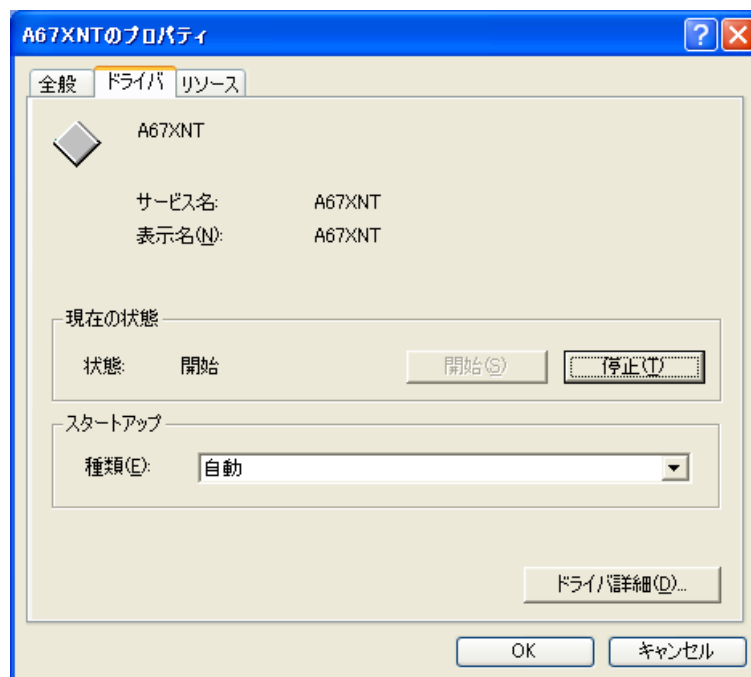 A67XNTのプロパティ
全般 ドライバ リソース
A67XNT
サービス名: A67XNT
表示名(N): A67XNT
現在の状態
状態: 開始 開始(S) 停止(T)
スタートアップ
種類(E): 自動
ドライバ詳細(D)...
OK キャンセル